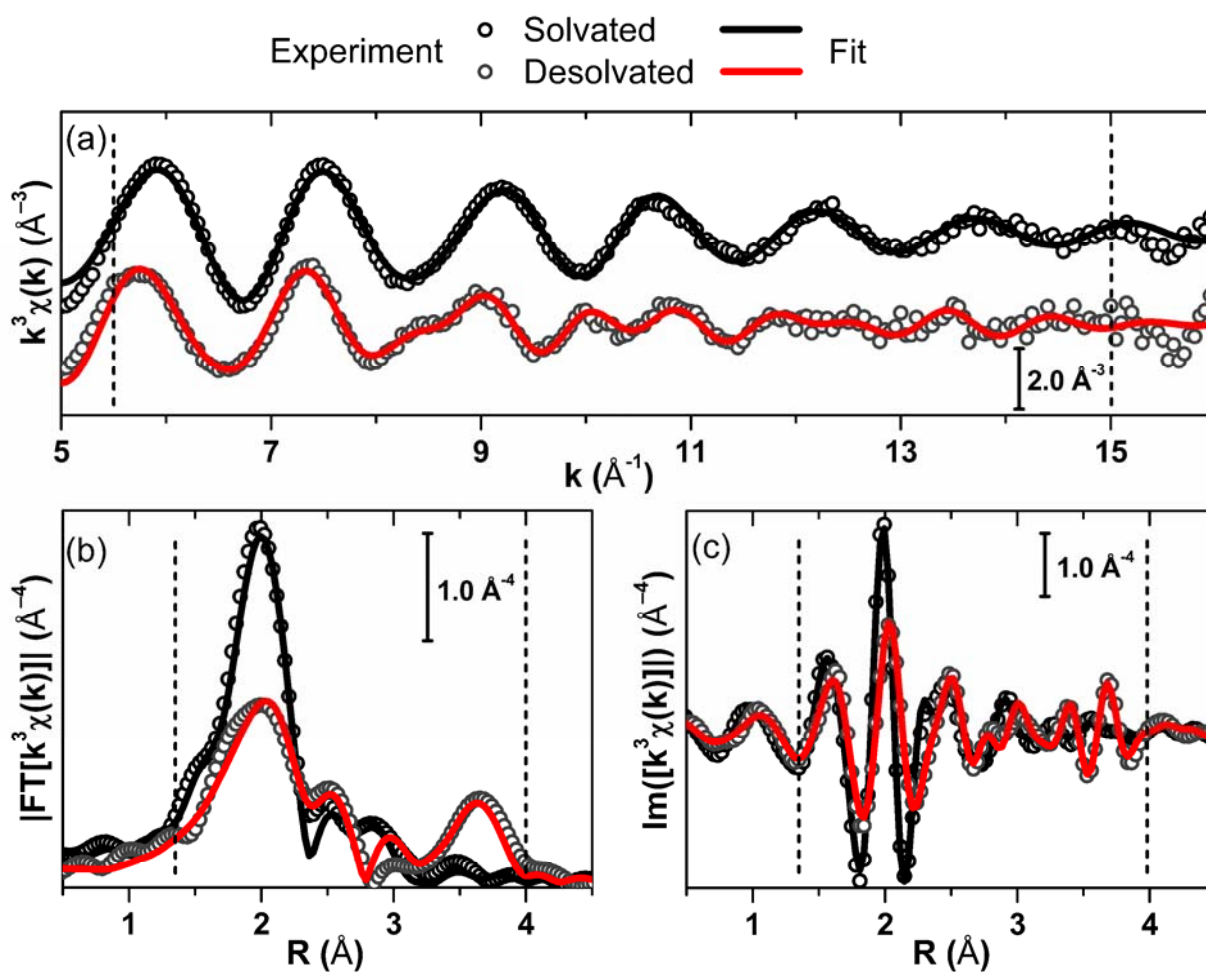 Experiment Solvated Fit
Desolvated
(a)
k³χ(k) (Å⁻³)
2.0 Å⁻³
5 7 9 11 13 15
k (Å⁻¹)
(b)
|FT[k³χ(k)]| (Å⁻⁴)
1.0 Å⁻⁴
1 2 3 4
R (Å)
(c)
Im([k³χ(k)]|) (Å⁻⁴)
1.0 Å⁻⁴
1 2 3 4
R (Å)